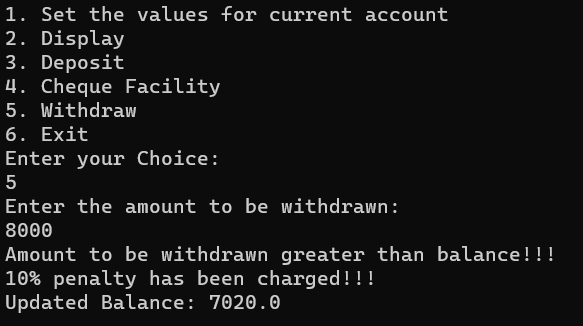 1. Set the values for current account
2. Display
3. Deposit
4. Cheque Facility
5. Withdraw
6. Exit
Enter your Choice:
5
Enter the amount to be withdrawn:
8000
Amount to be withdrawn greater than balance!!!
10% penalty has been charged!!!
Updated Balance: 7020.0